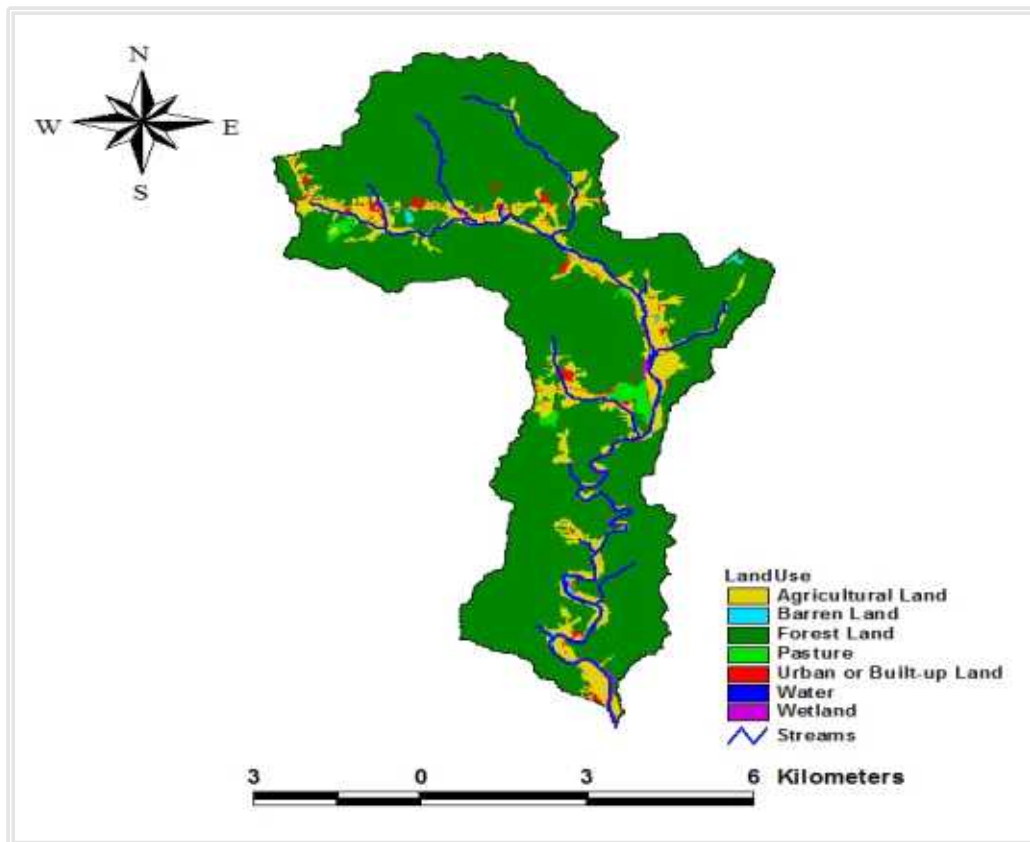 N
W E
S
LandUse
Agricultural Land
Barren Land
Forest Land
Pasture
Urban or Built-up Land
Water
Wetland
Streams
3 0 3 6 Kilometers